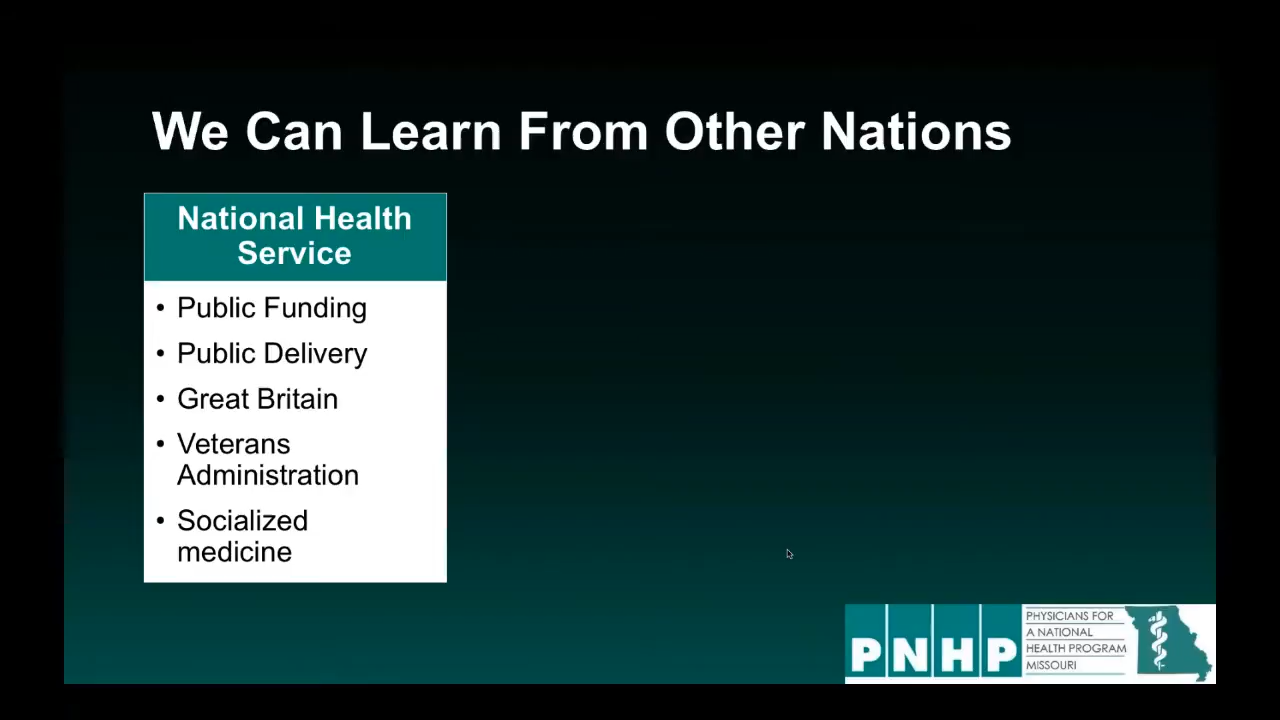 We Can Learn From Other Nations
National Health
Service
• Public Funding
• Public Delivery
• Great Britain
• Veterans
Administration
• Socialized
medicine
PNHP
PHYSICIANS FOR
A NATIONAL
HEALTH PROGRAM
MISSOURI